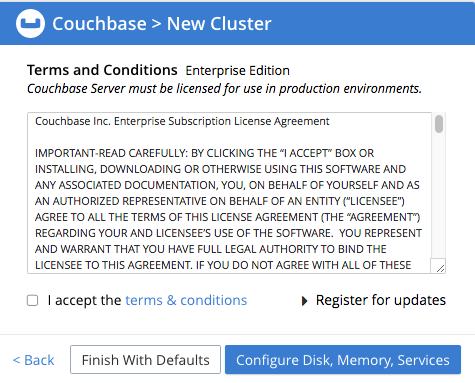 Couchbase > New Cluster
Terms and Conditions Enterprise Edition
Couchbase Server must be licensed for use in production environments.
Couchbase Inc. Enterprise Subscription License Agreement
IMPORTANT-READ CAREFULLY: BY CLICKING THE “I ACCEPT” BOX OR
INSTALLING, DOWNLOADING OR OTHERWISE USING THIS SOFTWARE AND
ANY ASSOCIATED DOCUMENTATION, YOU, ON BEHALF OF YOURSELF AND AS
AN AUTHORIZED REPRESENTATIVE ON BEHALF OF AN ENTITY (“LICENSEE”)
AGREE TO ALL THE TERMS OF THIS LICENSE AGREEMENT (THE “AGREEMENT”)
REGARDING YOUR AND LICENSEE’S USE OF THE SOFTWARE.  YOU REPRESENT
AND WARRANT THAT YOU HAVE FULL LEGAL AUTHORITY TO BIND THE
LICENSEE TO THIS AGREEMENT. IF YOU DO NOT AGREE WITH ALL OF THESE
I accept the terms & conditions Register for updates
< Back Finish With Defaults Configure Disk, Memory, Services